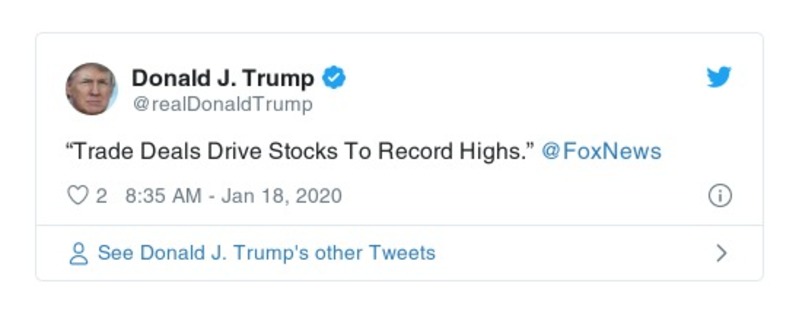 Donald J. Trump
@realDonaldTrump
“Trade Deals Drive Stocks To Record Highs.” @FoxNews
2 8:35 AM - Jan 18, 2020
See Donald J. Trump's other Tweets